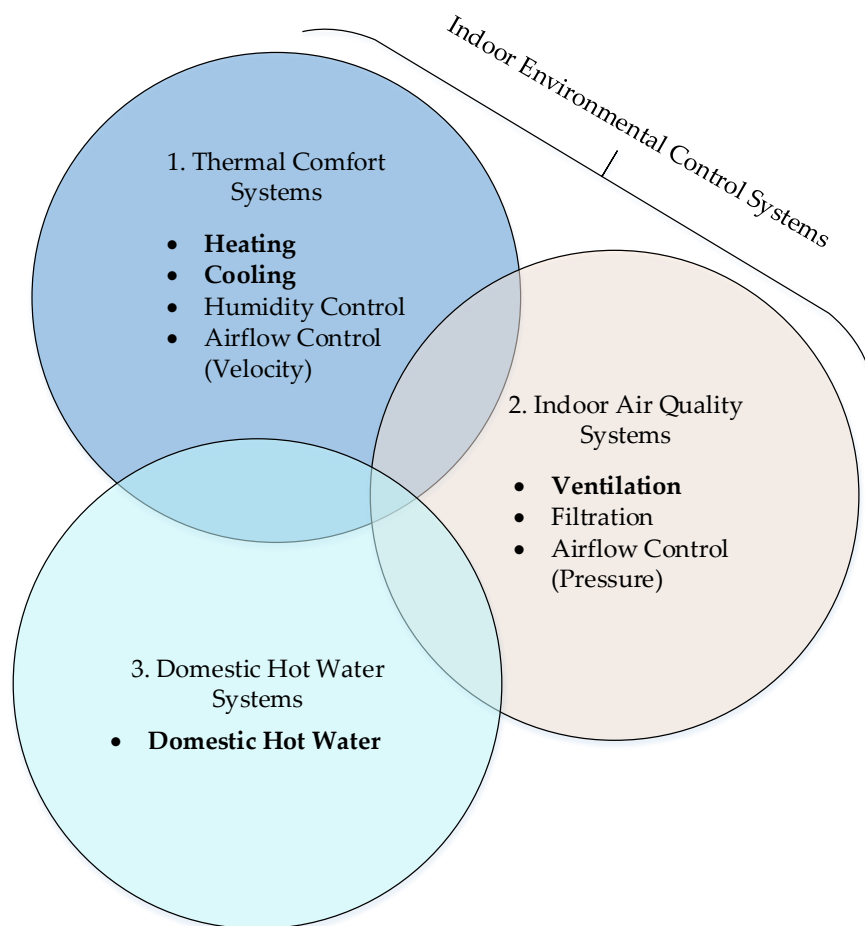 Indoor Environmental Control Systems
1. Thermal Comfort
Systems
• Heating
• Cooling
• Humidity Control
• Airflow Control
(Velocity)
2. Indoor Air Quality
Systems
• Ventilation
• Filtration
• Airflow Control
(Pressure)
3. Domestic Hot Water
Systems
• Domestic Hot Water